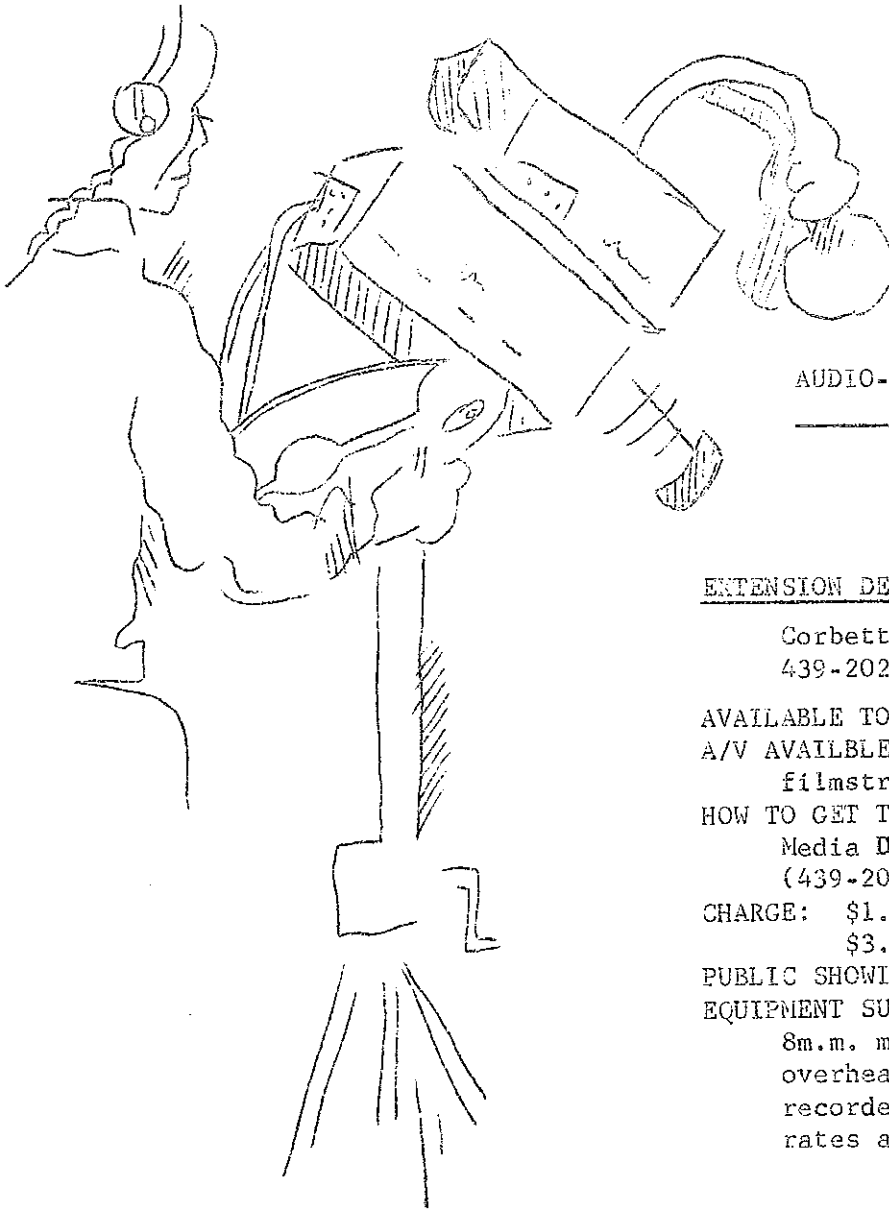 AUDIO-
EXTENSION DE
Corbett
439-202
AVAILABLE TO
A/V AVAILBLE
filmstr
HOW TO GET T
Media D
(439-20
CHARGE: $1.
$3.
PUBLIC SHOWI
EQUIPMENT SU
8m.m. m
overhea
recorde
rates a